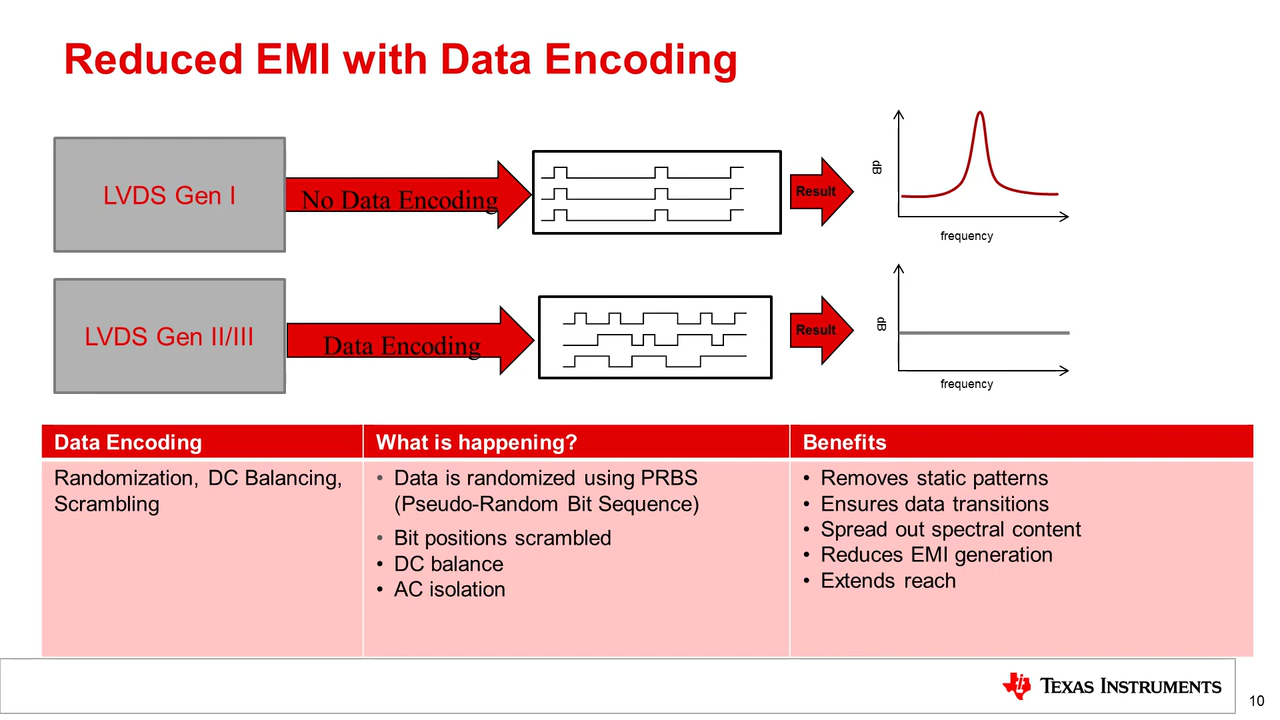 Reduced EMI with Data Encoding
LVDS Gen I
No Data Encoding
Result
dB
frequency
LVDS Gen II/III
Data Encoding
Result
dB
frequency
Data Encoding
What is happening?
Benefits
Randomization, DC Balancing,
Scrambling
• Data is randomized using PRBS
(Pseudo-Random Bit Sequence)
• Bit positions scrambled
• DC balance
• AC isolation
• Removes static patterns
• Ensures data transitions
• Spread out spectral content
• Reduces EMI generation
• Extends reach
TEXAS INSTRUMENTS
10